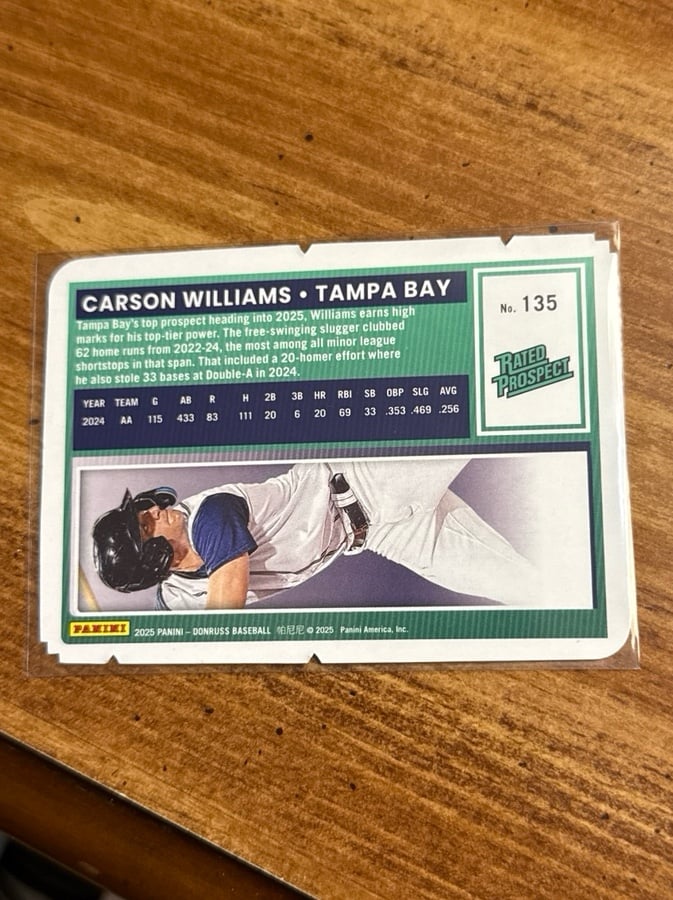 CARSON WILLIAMS • TAMPA BAY
Tampa Bay's top prospect heading into 2025, Williams earns high
marks for his top-tier power. The free-swinging slugger clubbed
62 home runs from 2022-24, the most among all minor league
shortstops in that span. That included a 20-homer effort where
he also stole 33 bases at Double-A in 2024.
YEAR TEAM G AB R H 2B 3B HR RBI SB OBP SLG AVG
2024 AA 115 433 83 111 20 6 20 69 33 .353 .469 .256
No. 135
RATED
PROSPECT
PANINI 2025 PANINI – DONRUSS BASEBALL 帕尼尼 © 2025 Panini America, Inc.